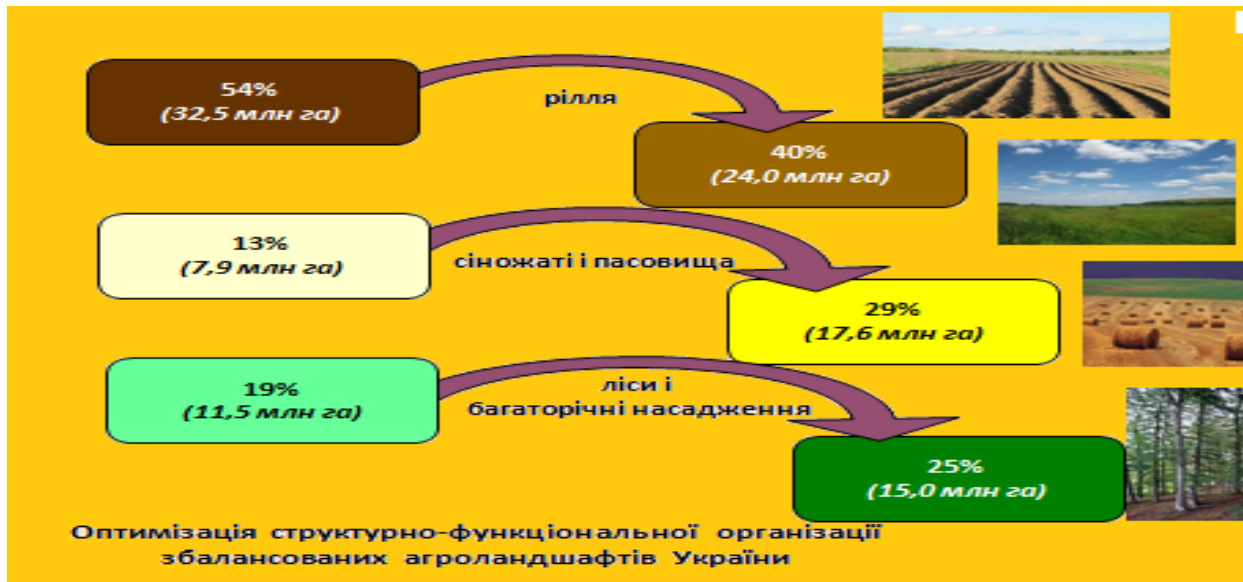 54%
(32,5 млн га)
рілля
40%
(24,0 млн га)
13%
(7,9 млн га)
сіножаті і пасовища
29%
(17,6 млн га)
19%
(11,5 млн га)
ліси і
багаторічні насадження
25%
(15,0 млн га)
Оптимізація структурно-функціональної організації
збалансованих агроландшафтів України